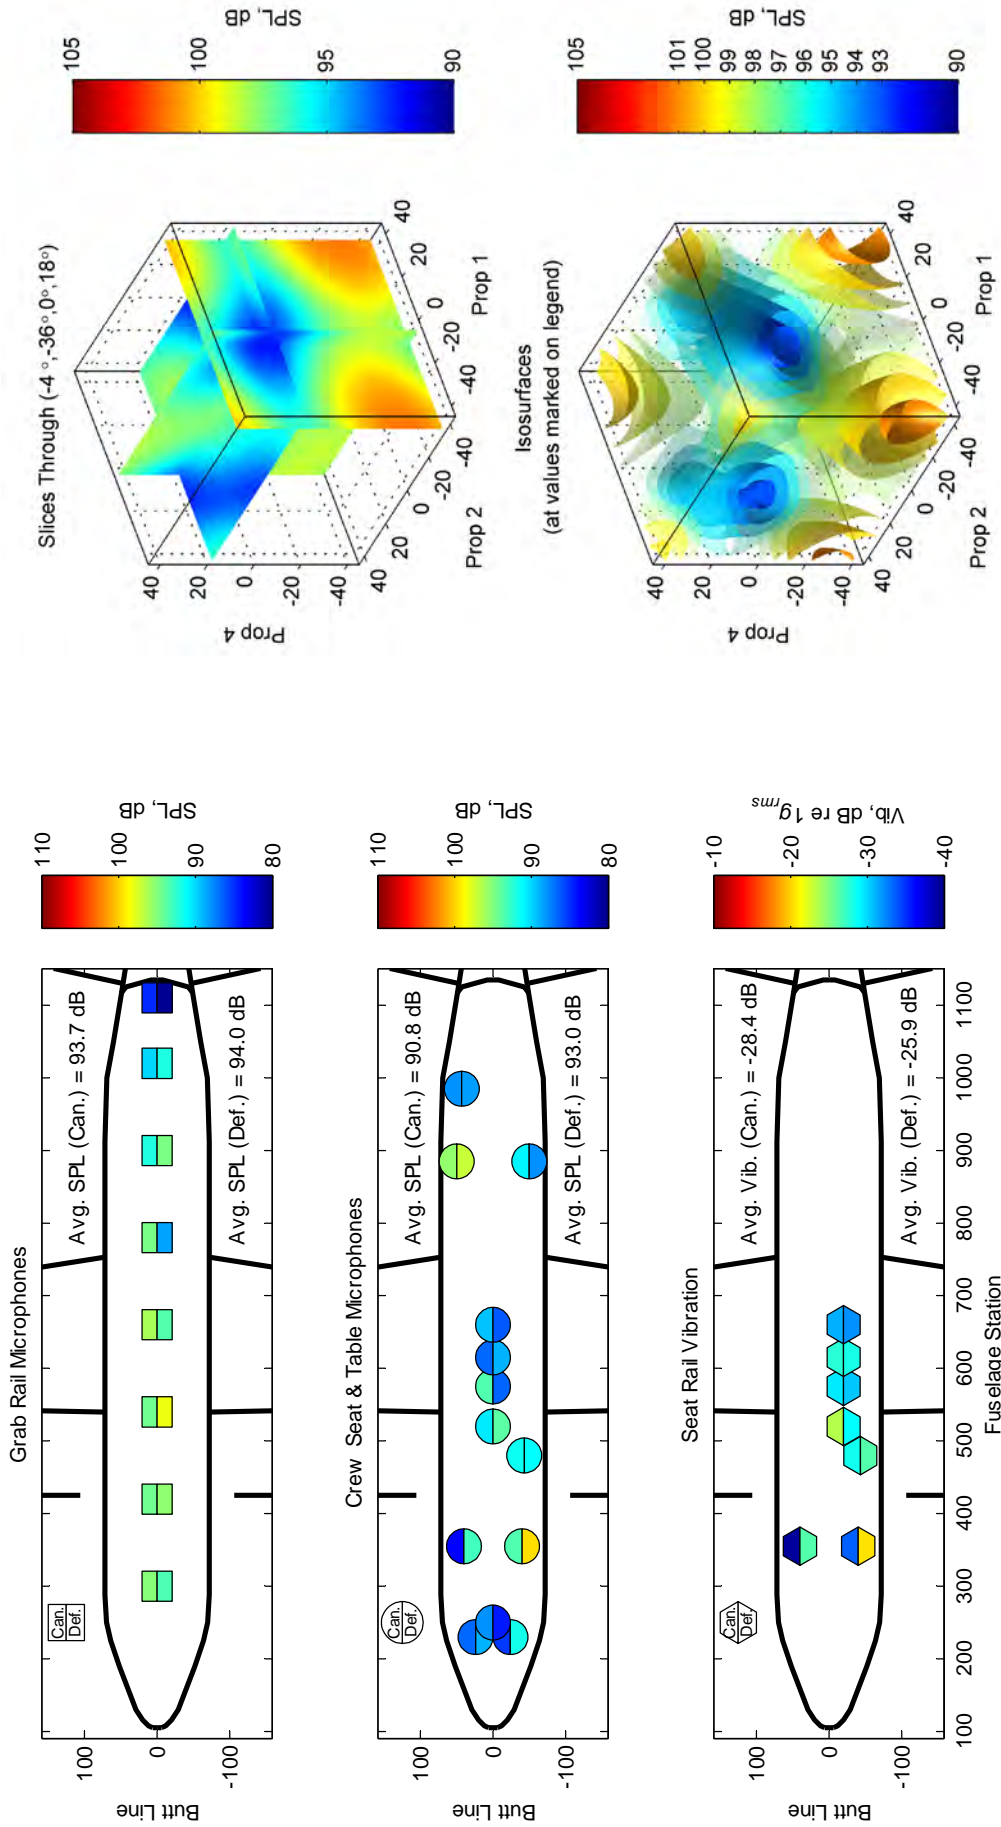 Grab Rail Microphones
Can.
Def.
Avg. SPL (Can.) = 93.7 dB
Avg. SPL (Def.) = 94.0 dB
Butt Line
100
0
-100
110
100
90
80
SPL, dB
Crew Seat & Table Microphones
Can.
Def.
Avg. SPL (Can.) = 90.8 dB
Avg. SPL (Def.) = 93.0 dB
Butt Line
100
0
-100
110
100
90
80
SPL, dB
Seat Rail Vibration
Can.
Def.
Avg. Vib. (Can.) = -28.4 dB
Avg. Vib. (Def.) = -25.9 dB
Butt Line
100
0
-100
100 200 300 400 500 600 700 800 900 1000 1100
Fuselage Station
-10
-20
-30
-40
Vib, dB re 1g rms
Slices Through (-4°,-36°,0°,18°)
Prop 4
40
20
0
-20
-40
20
0
-20
-40
Prop 2
-40
-20
0
20
40
Prop 1
105
100
95
90
SPL, dB
Isosurfaces
(at values marked on legend)
Prop 4
40
20
0
-20
-40
20
0
-20
-40
Prop 2
-40
-20
0
20
40
Prop 1
105
101
100
99
98
97
96
95
94
93
90
SPL, dB